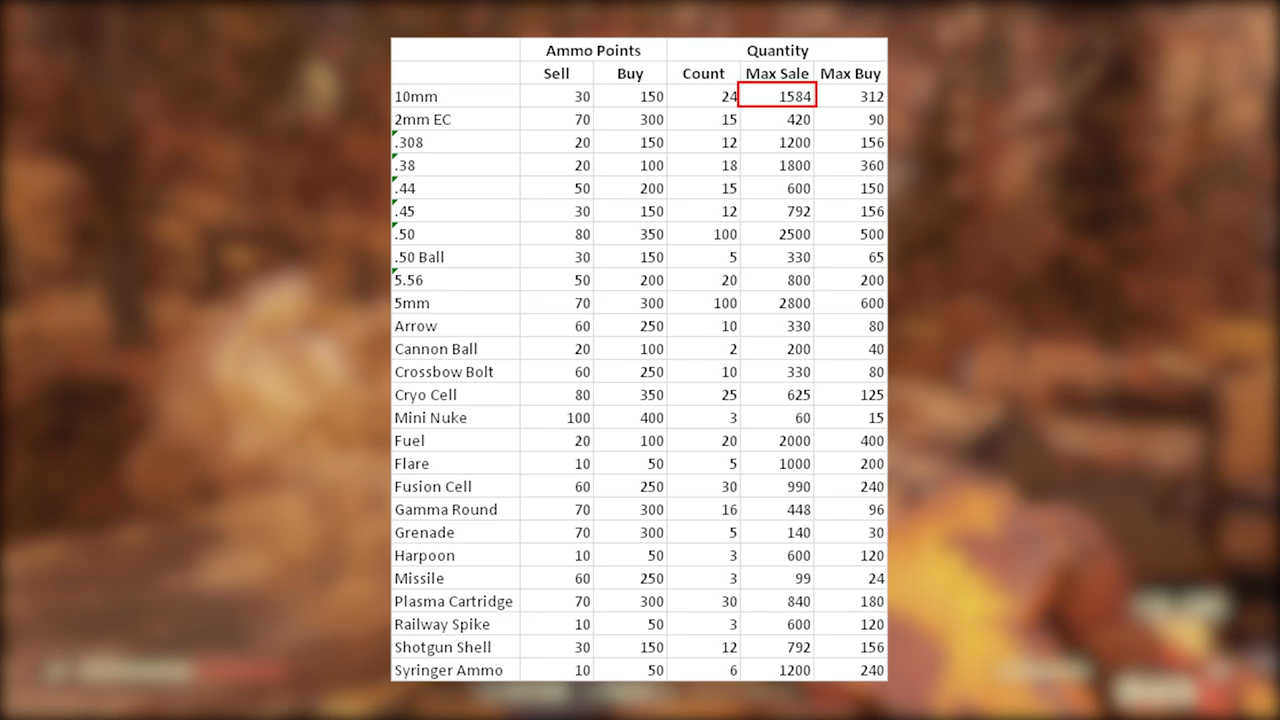 Ammo Points Quantity
Sell Buy Count Max Sale Max Buy
10mm 30 150 24 1584 312
2mm EC 70 300 15 420 90
.308 20 150 12 1200 156
.38 20 100 18 1800 360
.44 50 200 15 600 150
.45 30 150 12 792 156
.50 80 350 100 2500 500
.50 Ball 30 150 5 330 65
5.56 50 200 20 800 200
5mm 70 300 100 2800 600
Arrow 60 250 10 330 80
Cannon Ball 20 100 2 200 40
Crossbow Bolt 60 250 10 330 80
Cryo Cell 80 350 25 625 125
Mini Nuke 100 400 3 60 15
Fuel 20 100 20 2000 400
Flare 10 50 5 1000 200
Fusion Cell 60 250 30 990 240
Gamma Round 70 300 16 448 96
Grenade 70 300 5 140 30
Harpoon 10 50 3 600 120
Missile 60 250 3 99 24
Plasma Cartridge 70 300 30 840 180
Railway Spike 10 50 3 600 120
Shotgun Shell 30 150 12 792 156
Syringer Ammo 10 50 6 1200 240